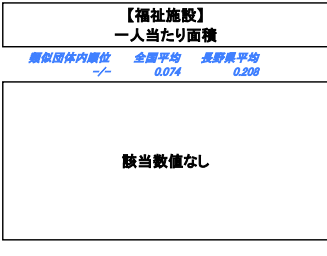 【福祉施設】
一人当たり面積
類似団体内順位 全国平均 長野県平均
-/- 0.074 0.208
該当数値なし